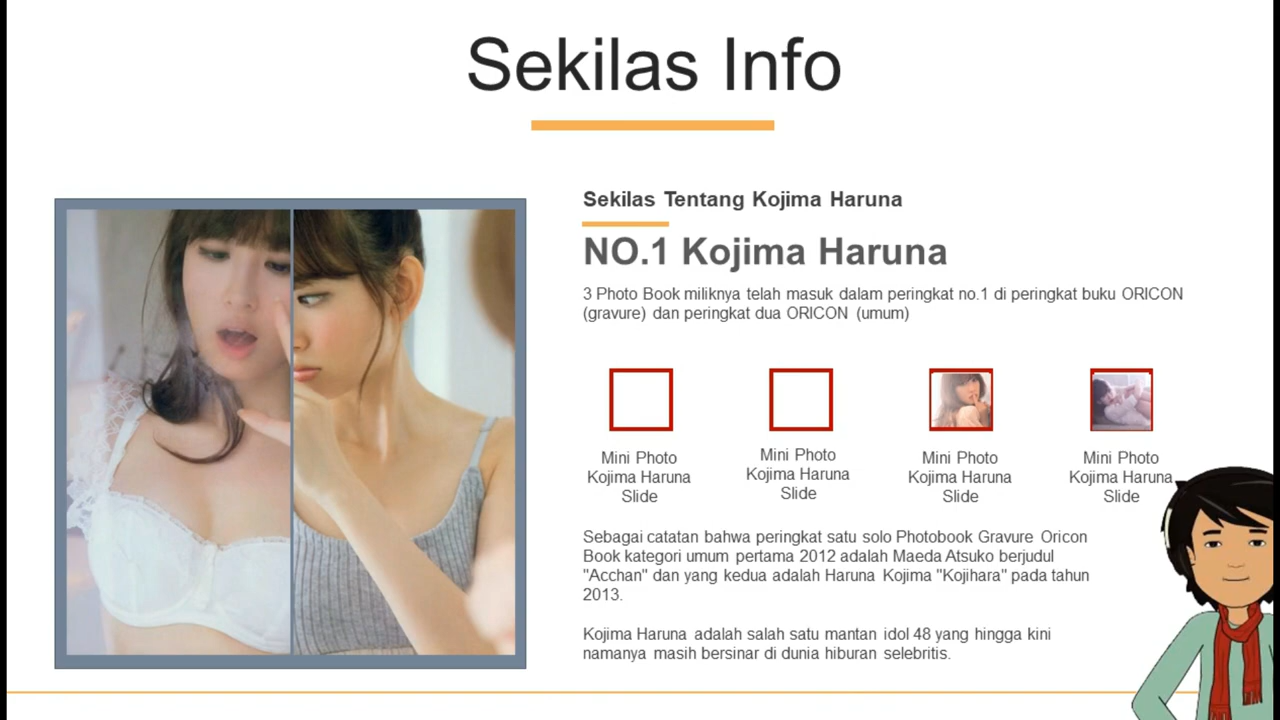 Sekilas Info
Sekilas Tentang Kojima Haruna
NO.1 Kojima Haruna
3 Photo Book miliknya telah masuk dalam peringkat no.1 di peringkat buku ORICON
(gravure) dan peringkat dua ORICON (umum)
Mini Photo
Kojima Haruna
Slide
Mini Photo
Kojima Haruna
Slide
Mini Photo
Kojima Haruna
Slide
Mini Photo
Kojima Haruna
Slide
Sebagai catatan bahwa peringkat satu solo Photobook Gravure Oricon
Book kategori umum pertama 2012 adalah Maeda Atsuko berjudul
"Acchan" dan yang kedua adalah Haruna Kojima "Kojihara" pada tahun
2013.
Kojima Haruna adalah salah satu mantan idol 48 yang hingga kini
namanya masih bersinar di dunia hiburan selebritis.